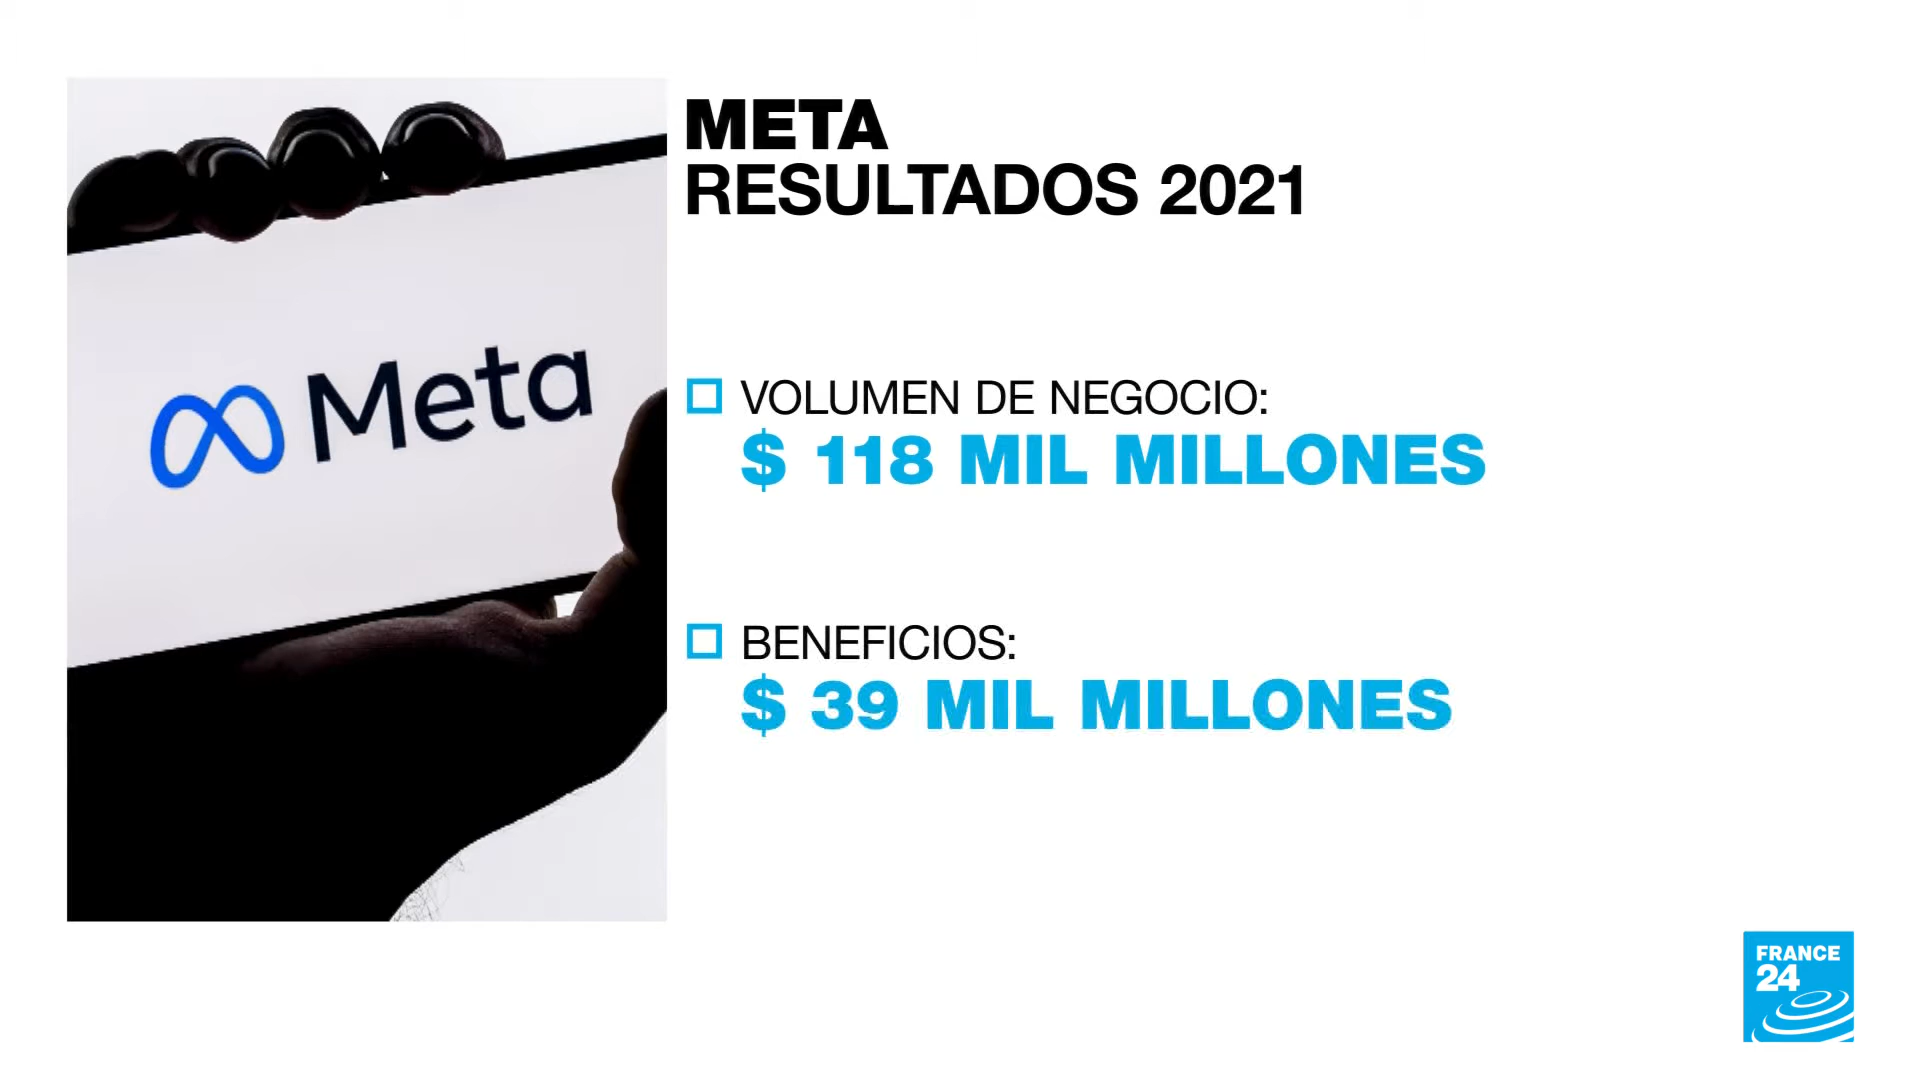 Meta
META
RESULTADOS 2021
VOLUMEN DE NEGOCIO:
$ 118 MIL MILLONES
BENEFICIOS:
$ 39 MIL MILLONES
FRANCE
24